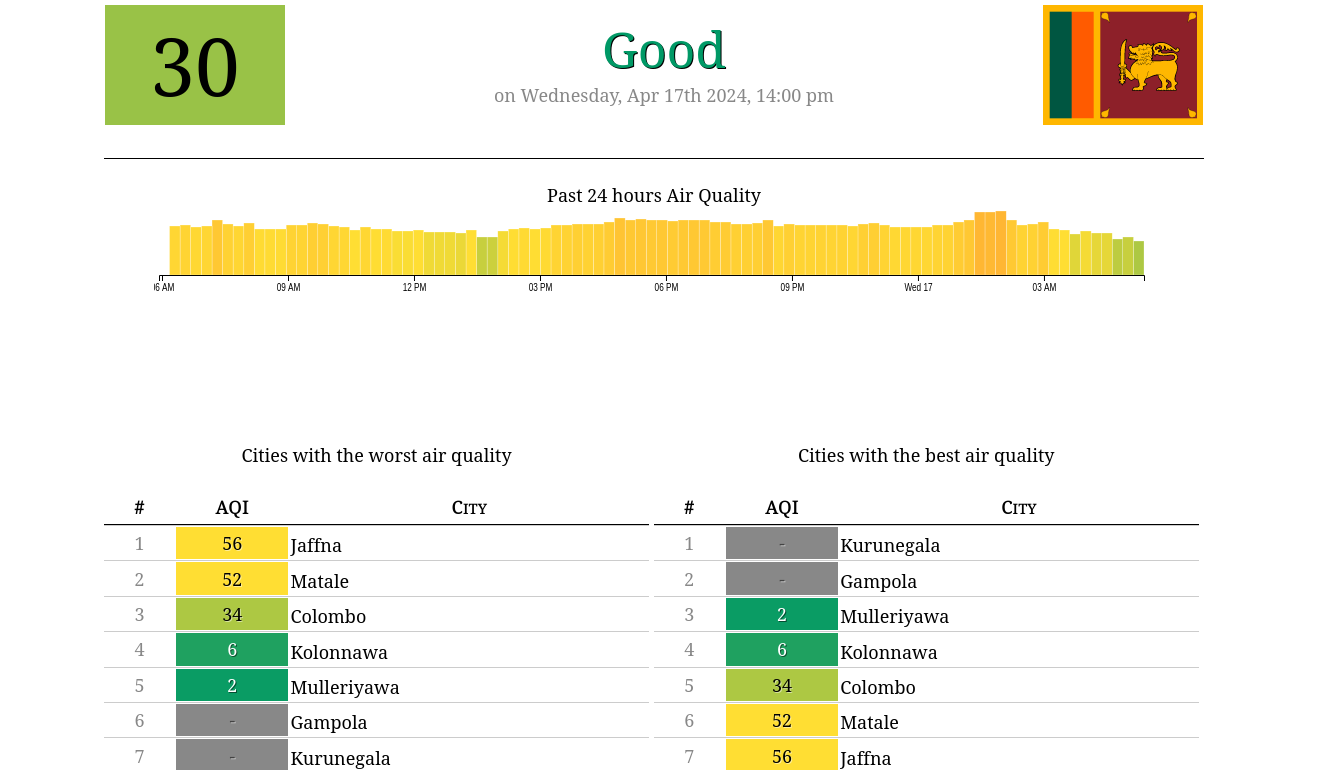 30
Good
on Wednesday, Apr 17th 2024, 14:00 pm
Past 24 hours Air Quality
6 AM 09 AM 12 PM 03 PM 06 PM 09 PM Wed 17 03 AM
Cities with the worst air quality
# AQI City
1 56 Jaffna
2 52 Matale
3 34 Colombo
4 6 Kolonnawa
5 2 Mulleriyawa
6 - Gampola
7 - Kurunegala
Cities with the best air quality
# AQI City
1 - Kurunegala
2 - Gampola
3 2 Mulleriyawa
4 6 Kolonnawa
5 34 Colombo
6 52 Matale
7 56 Jaffna